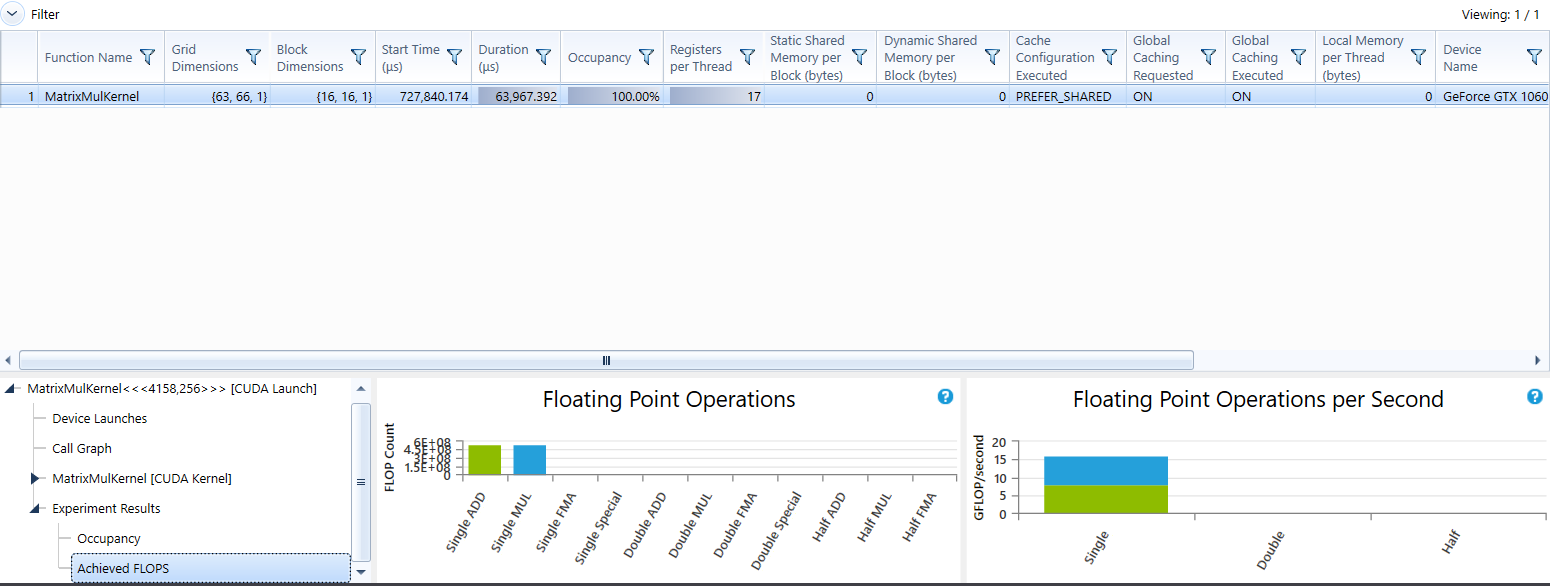 Filter
Viewing: 1 / 1
Function Name
Grid Dimensions
Block Dimensions
Start Time (µs)
Duration (µs)
Occupancy
Registers per Thread
Static Shared Memory per Block (bytes)
Dynamic Shared Memory per Block (bytes)
Cache Configuration Executed
Global Caching Requested
Global Caching Executed
Local Memory per Thread (bytes)
Device Name
1 MatrixMulKernel {63, 66, 1} {16, 16, 1} 727,840.174 63,967.392 100.00% 17 0 0 PREFER_SHARED ON ON 0 GeForce GTX 1060
MatrixMulKernel<<<4158,256>>> [CUDA Launch]
Device Launches
Call Graph
MatrixMulKernel [CUDA Kernel]
Experiment Results
Occupancy
Achieved FLOPS
Floating Point Operations
?
FLOP Count
6E+08
4.5E+08
3E+08
1.5E+08
0
Single ADD
Single MUL
Single FMA
Single Special
Double ADD
Double MUL
Double FMA
Double Special
Half ADD
Half MUL
Half FMA
Floating Point Operations per Second
?
GFLOP/second
20
15
10
5
0
Single
Double
Half